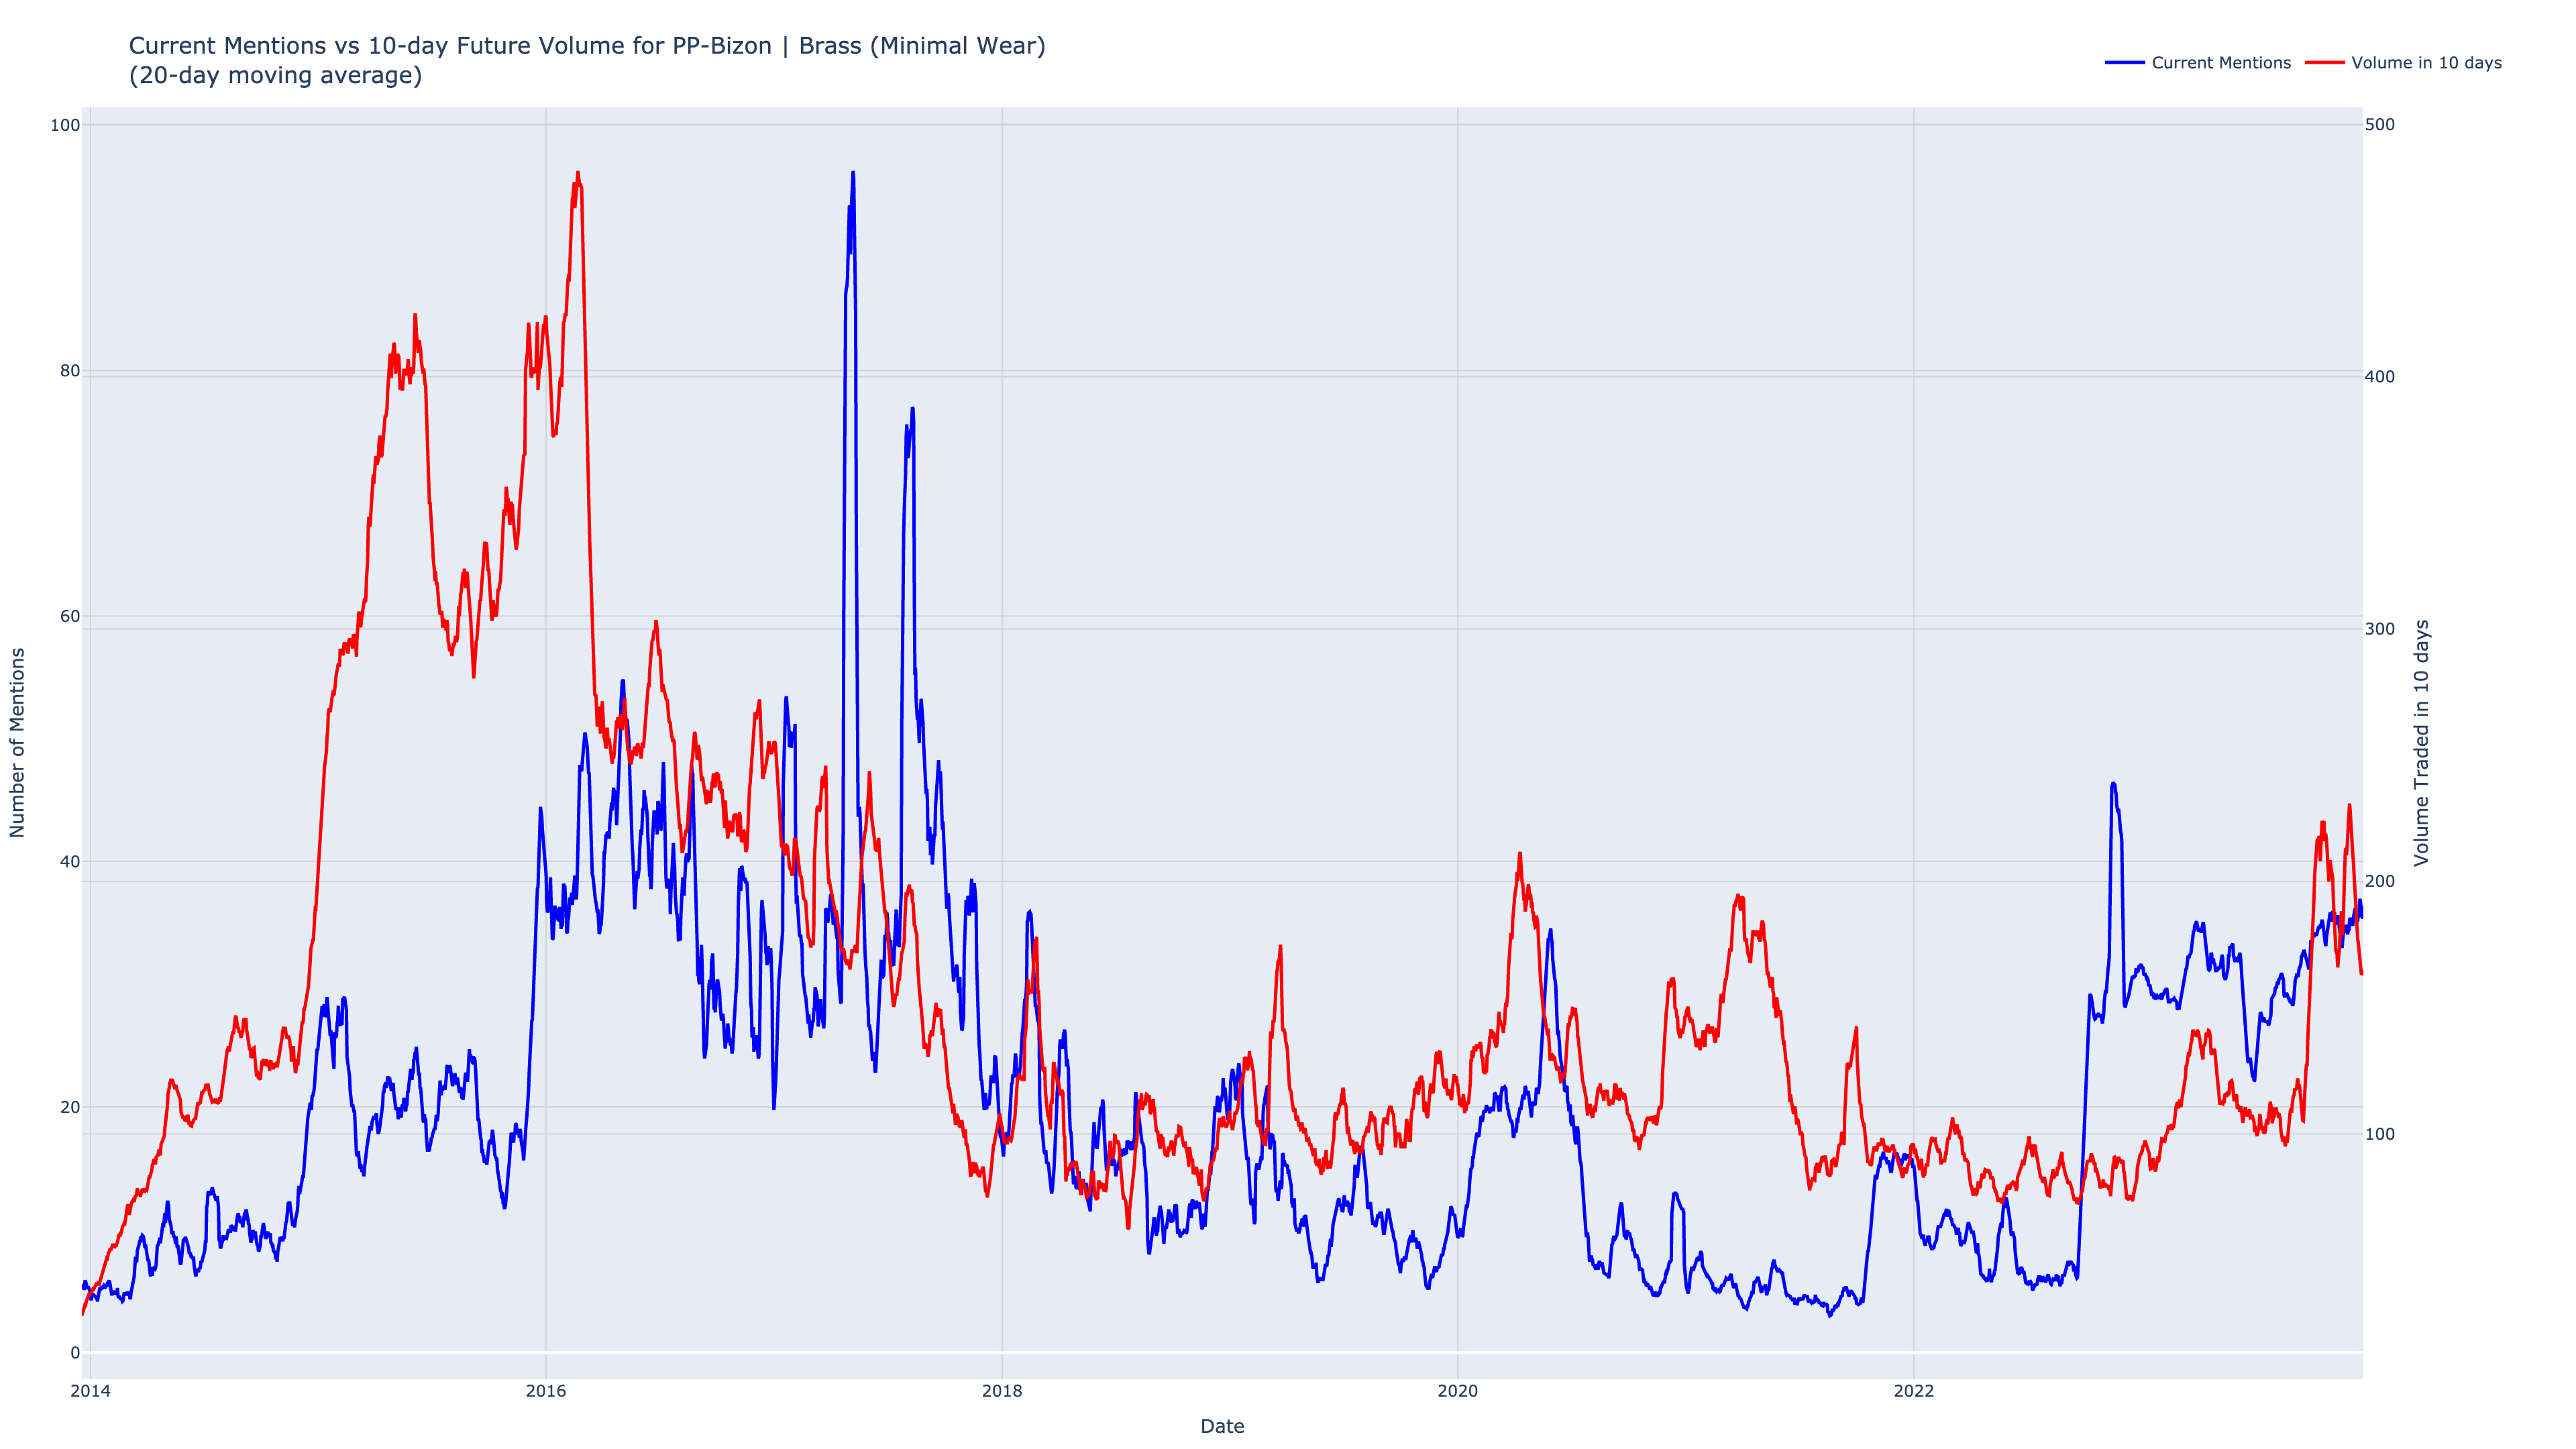 Current Mentions vs 10-day Future Volume for PP-Bizon | Brass (Minimal Wear)
(20-day moving average)
Current Mentions
Volume in 10 days
100
80
60
40
20
0
Number of Mentions
500
400
300
200
100
Volume Traded in 10 days
2014
2016
2018
2020
2022
Date